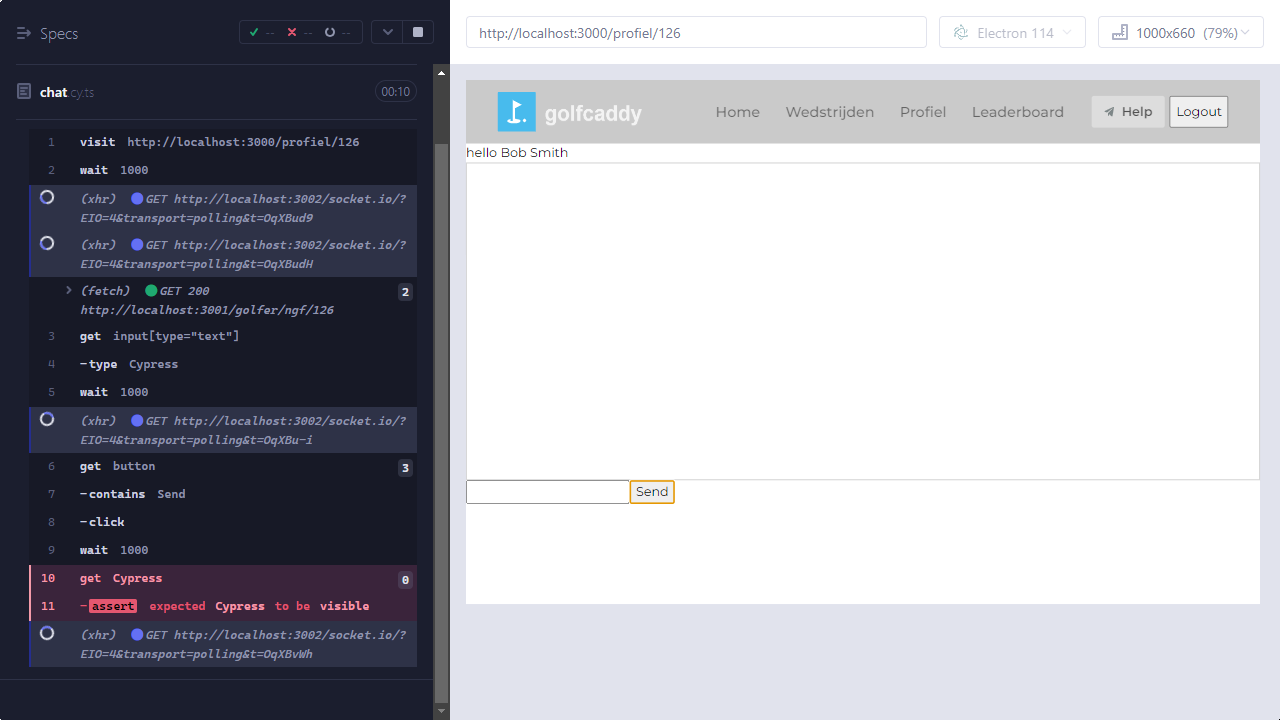 Specs
-- -- --
chat.cy.ts
00:10
1 visit http://localhost:3000/profiel/126
2 wait 1000
(xhr) GET http://localhost:3002/socket.io/?
EIO=4&transport=polling&t=OqXBud9
(xhr) GET http://localhost:3002/socket.io/?
EIO=4&transport=polling&t=OqXBudH
(fetch) GET 200 2
http://localhost:3001/golfer/ngf/126
3 get input[type="text"]
4 -type Cypress
5 wait 1000
(xhr) GET http://localhost:3002/socket.io/?
EIO=4&transport=polling&t=OqXBu-i
6 get button 3
7 -contains Send
8 -click
9 wait 1000
10 get Cypress 0
11 -assert expected Cypress to be visible
(xhr) GET http://localhost:3002/socket.io/?
EIO=4&transport=polling&t=OqXBvWh
http://localhost:3000/profiel/126
Electron 114
1000x660 (79%)
golfcaddy
Home Wedstrijden Profiel Leaderboard Help Logout
hello Bob Smith
Send